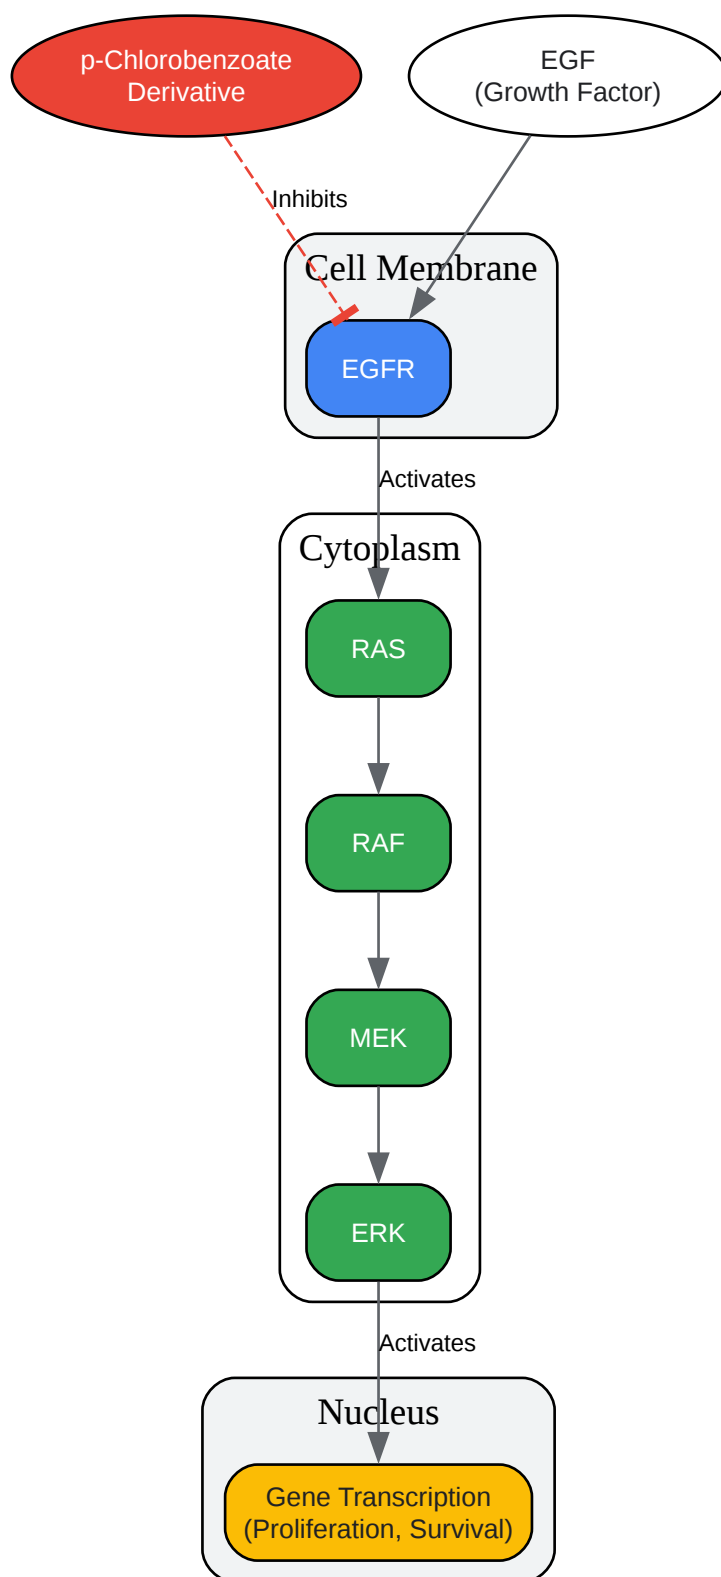 p-Chlorobenzoate
Derivative
EGF
(Growth Factor)
Inhibits
Cell Membrane
EGFR
Activates
Cytoplasm
RAS
RAF
MEK
ERK
Activates
Nucleus
Gene Transcription
(Proliferation, Survival)